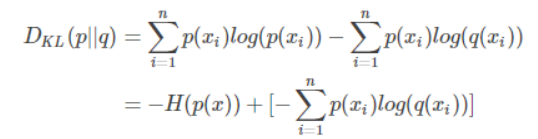 $D_{KL}(p||q) = \sum_{i=1}^{n} p(x_i)log(p(x_i)) - \sum_{i=1}^{n} p(x_i)log(q(x_i))$
$= -H(p(x)) + [-\sum_{i=1}^{n} p(x_i)log(q(x_i))]$